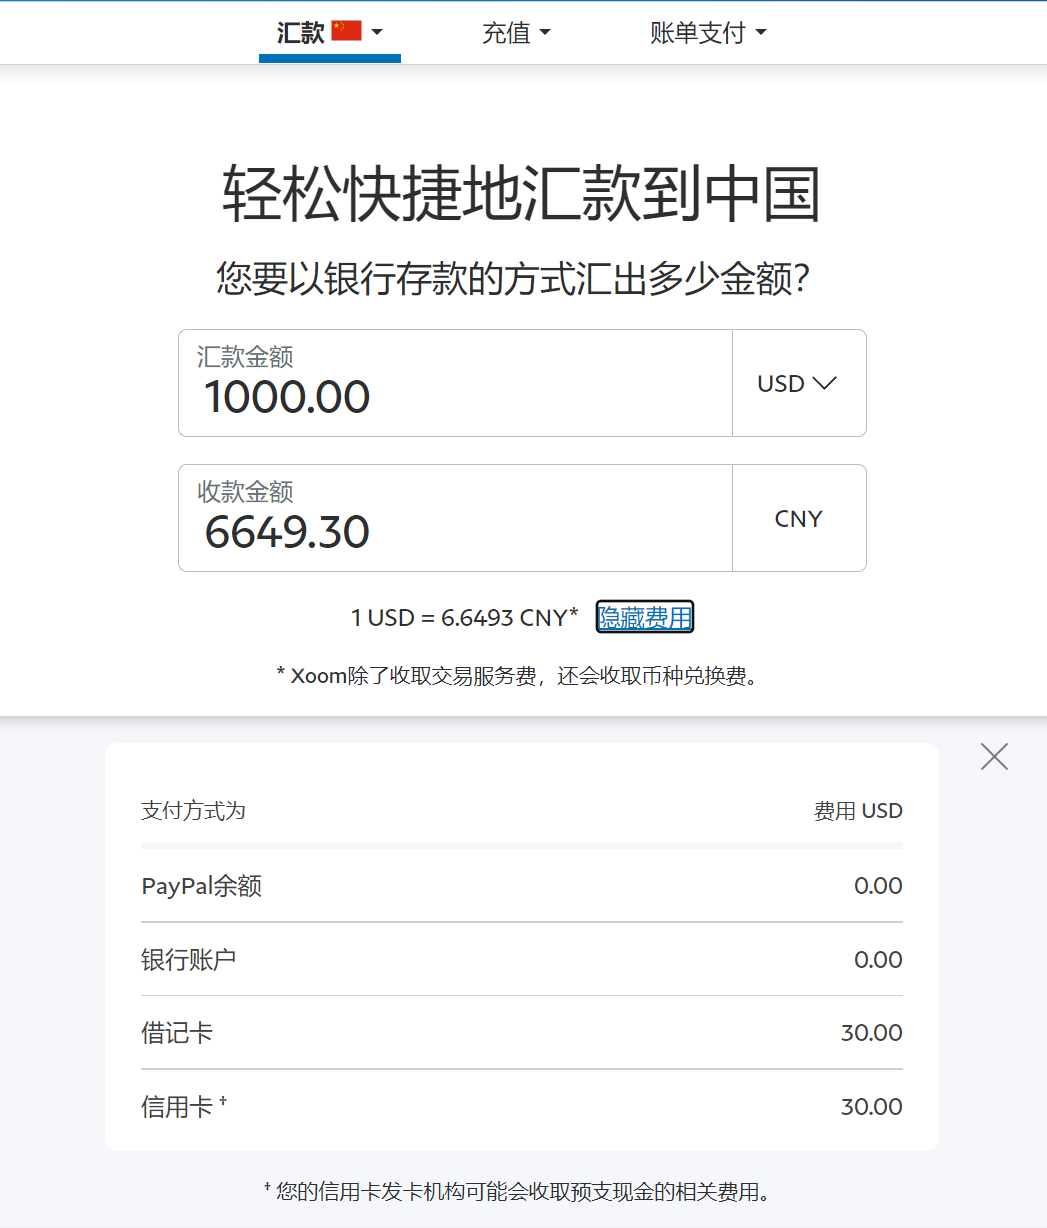 汇款 充值 账单支付
轻松快捷地汇款到中国
您要以银行存款的方式汇出多少金额？
汇款金额
1000.00 USD
收款金额
6649.30 CNY
1 USD = 6.6493 CNY* 隐藏费用
* Xoom除了收取交易服务费，还会收取币种兑换费。
支付方式为 费用 USD
PayPal余额 0.00
银行账户 0.00
借记卡 30.00
信用卡 † 30.00
† 您的信用卡发卡机构可能会收取预支现金的相关费用。